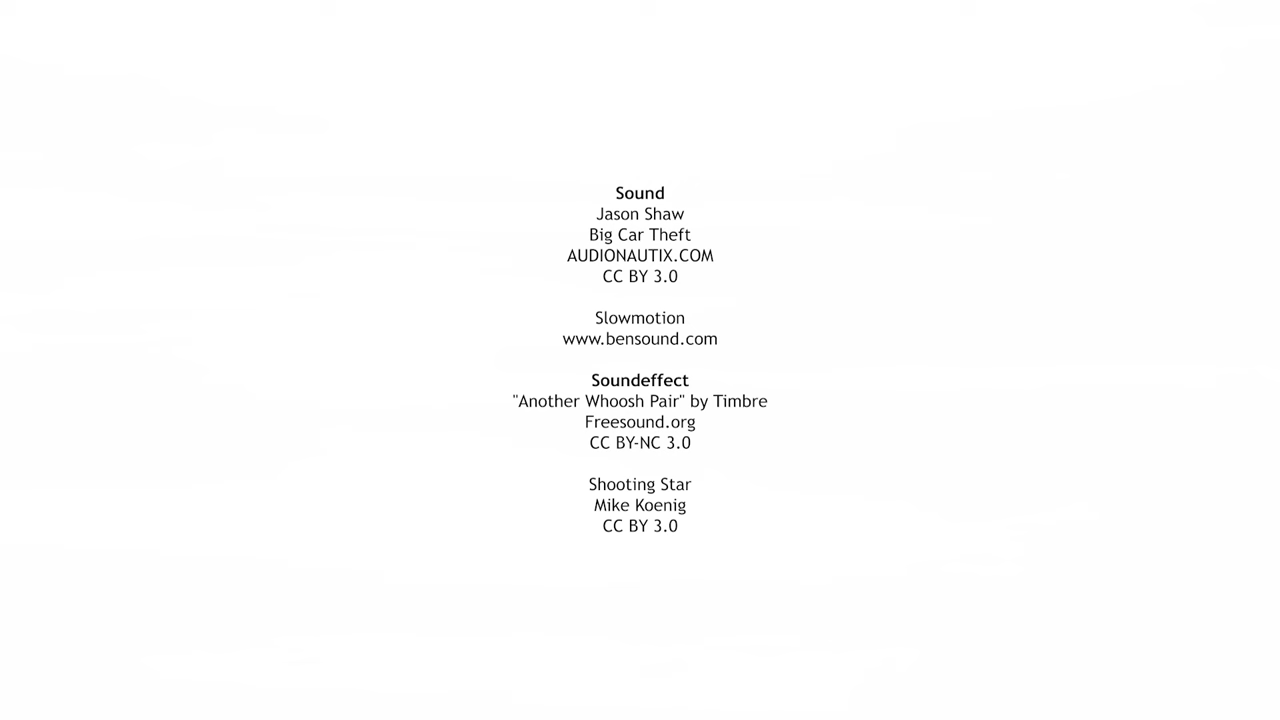 Sound
Jason Shaw
Big Car Theft
AUDIONAUTIX.COM
CC BY 3.0
Slowmotion
www.bensound.com
Soundeffect
"Another Whoosh Pair" by Timbre
Freesound.org
CC BY-NC 3.0
Shooting Star
Mike Koenig
CC BY 3.0